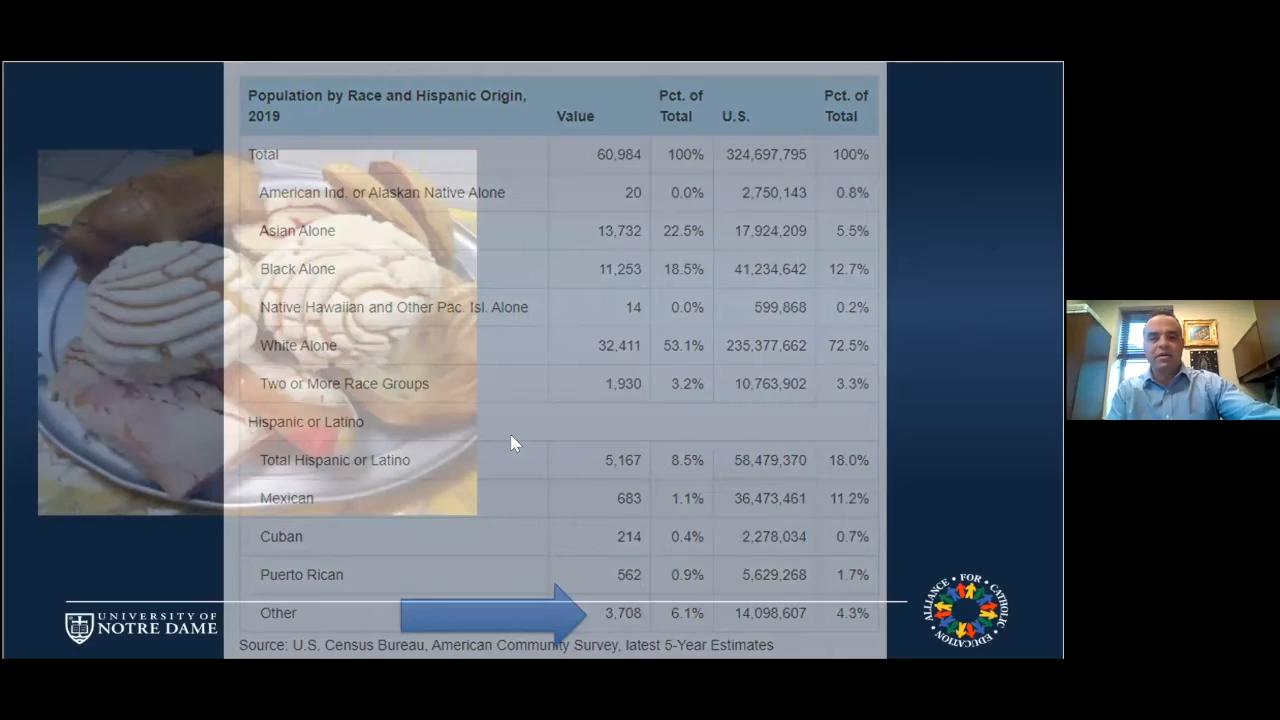 Population by Race and Hispanic Origin, 2019 Value Pct. of Total U.S. Pct. of Total
Total 60,984 100% 324,697,795 100%
American Ind. or Alaskan Native Alone 20 0.0% 2,750,143 0.8%
Asian Alone 13,732 22.5% 17,924,209 5.5%
Black Alone 11,253 18.5% 41,234,642 12.7%
Native Hawaiian and Other Pac. Isl. Alone 14 0.0% 599,868 0.2%
White Alone 32,411 53.1% 235,377,662 72.5%
Two or More Race Groups 1,930 3.2% 10,763,902 3.3%
Hispanic or Latino
Total Hispanic or Latino 5,167 8.5% 58,479,370 18.0%
Mexican 683 1.1% 36,473,461 11.2%
Cuban 214 0.4% 2,278,034 0.7%
Puerto Rican 562 0.9% 5,629,268 1.7%
Other 3,708 6.1% 14,098,607 4.3%
Source: U.S. Census Bureau, American Community Survey, latest 5-Year Estimates
UNIVERSITY OF
NOTRE DAME
ALLIANCE • FOR • CATHOLIC • EDUCATION •